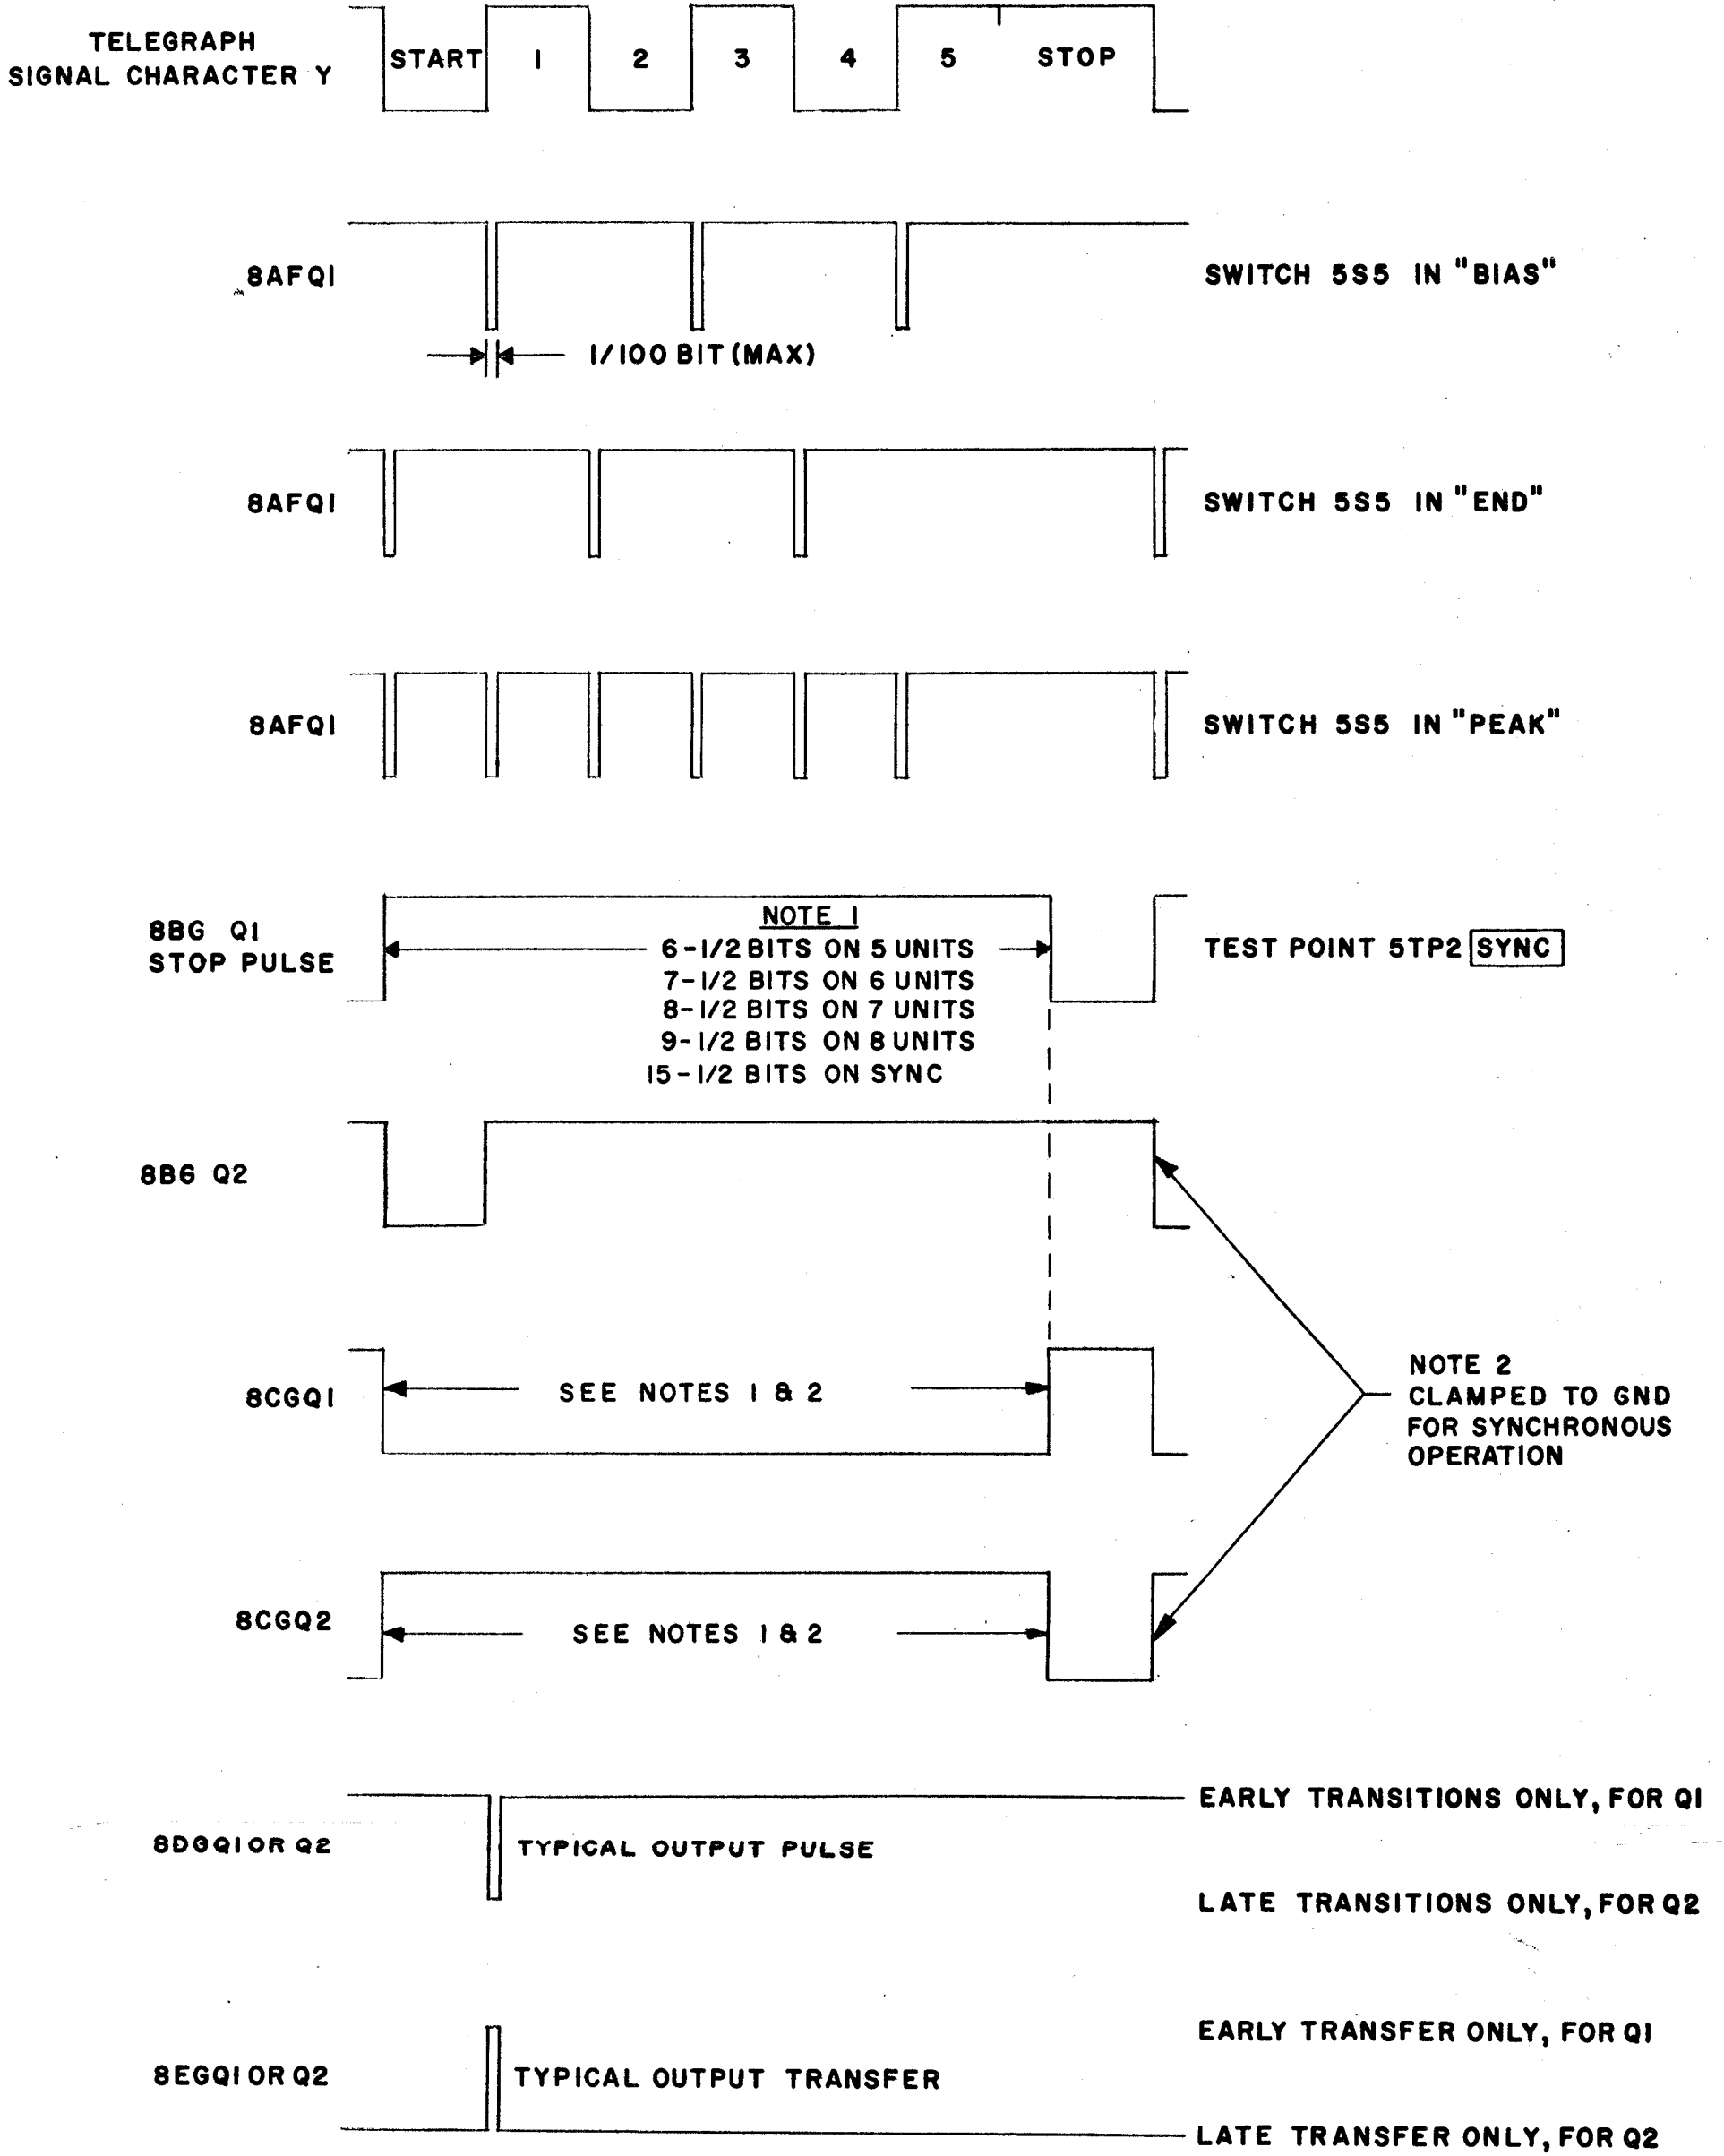 TELEGRAPH
SIGNAL CHARACTER Y
START 1 2 3 4 5 STOP
8AFQ1
SWITCH 5S5 IN "BIAS"
1/100 BIT (MAX)
8AFQ1
SWITCH 5S5 IN "END"
8AFQ1
SWITCH 5S5 IN "PEAK"
8BG Q1
STOP PULSE
NOTE 1
6-1/2 BITS ON 5 UNITS
7-1/2 BITS ON 6 UNITS
8-1/2 BITS ON 7 UNITS
9-1/2 BITS ON 8 UNITS
15-1/2 BITS ON SYNC
TEST POINT 5TP2 SYNC
8BG Q2
8CGQ1
SEE NOTES 1 & 2
NOTE 2
CLAMPED TO GND
FOR SYNCHRONOUS
OPERATION
8CGQ2
SEE NOTES 1 & 2
EARLY TRANSITIONS ONLY, FOR Q1
8DGQ1 OR Q2
TYPICAL OUTPUT PULSE
LATE TRANSITIONS ONLY, FOR Q2
EARLY TRANSFER ONLY, FOR Q1
8EGQ1 OR Q2
TYPICAL OUTPUT TRANSFER
LATE TRANSFER ONLY, FOR Q2